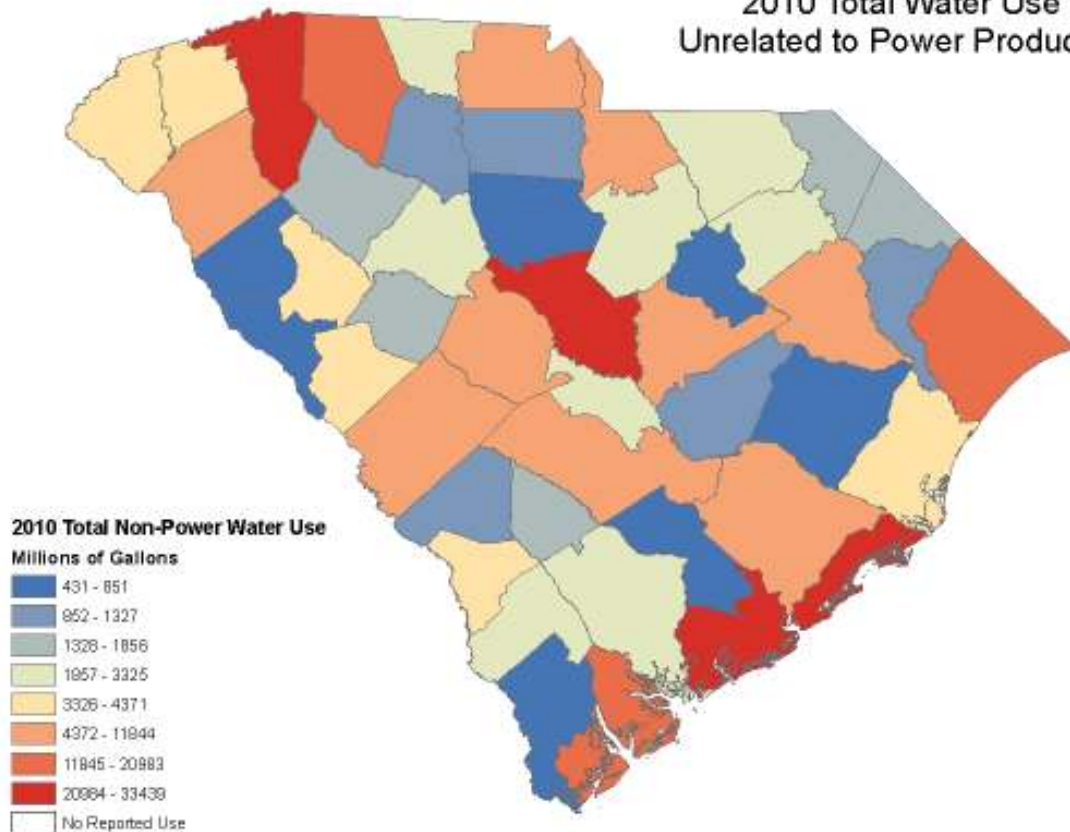 2010 Total Water Use
Unrelated to Power Produc
2010 Total Non-Power Water Use
Millions of Gallons
431 - 851
852 - 1327
1328 - 1856
1857 - 3325
3326 - 4371
4372 - 11844
11845 - 20983
20984 - 33439
No Reported Use